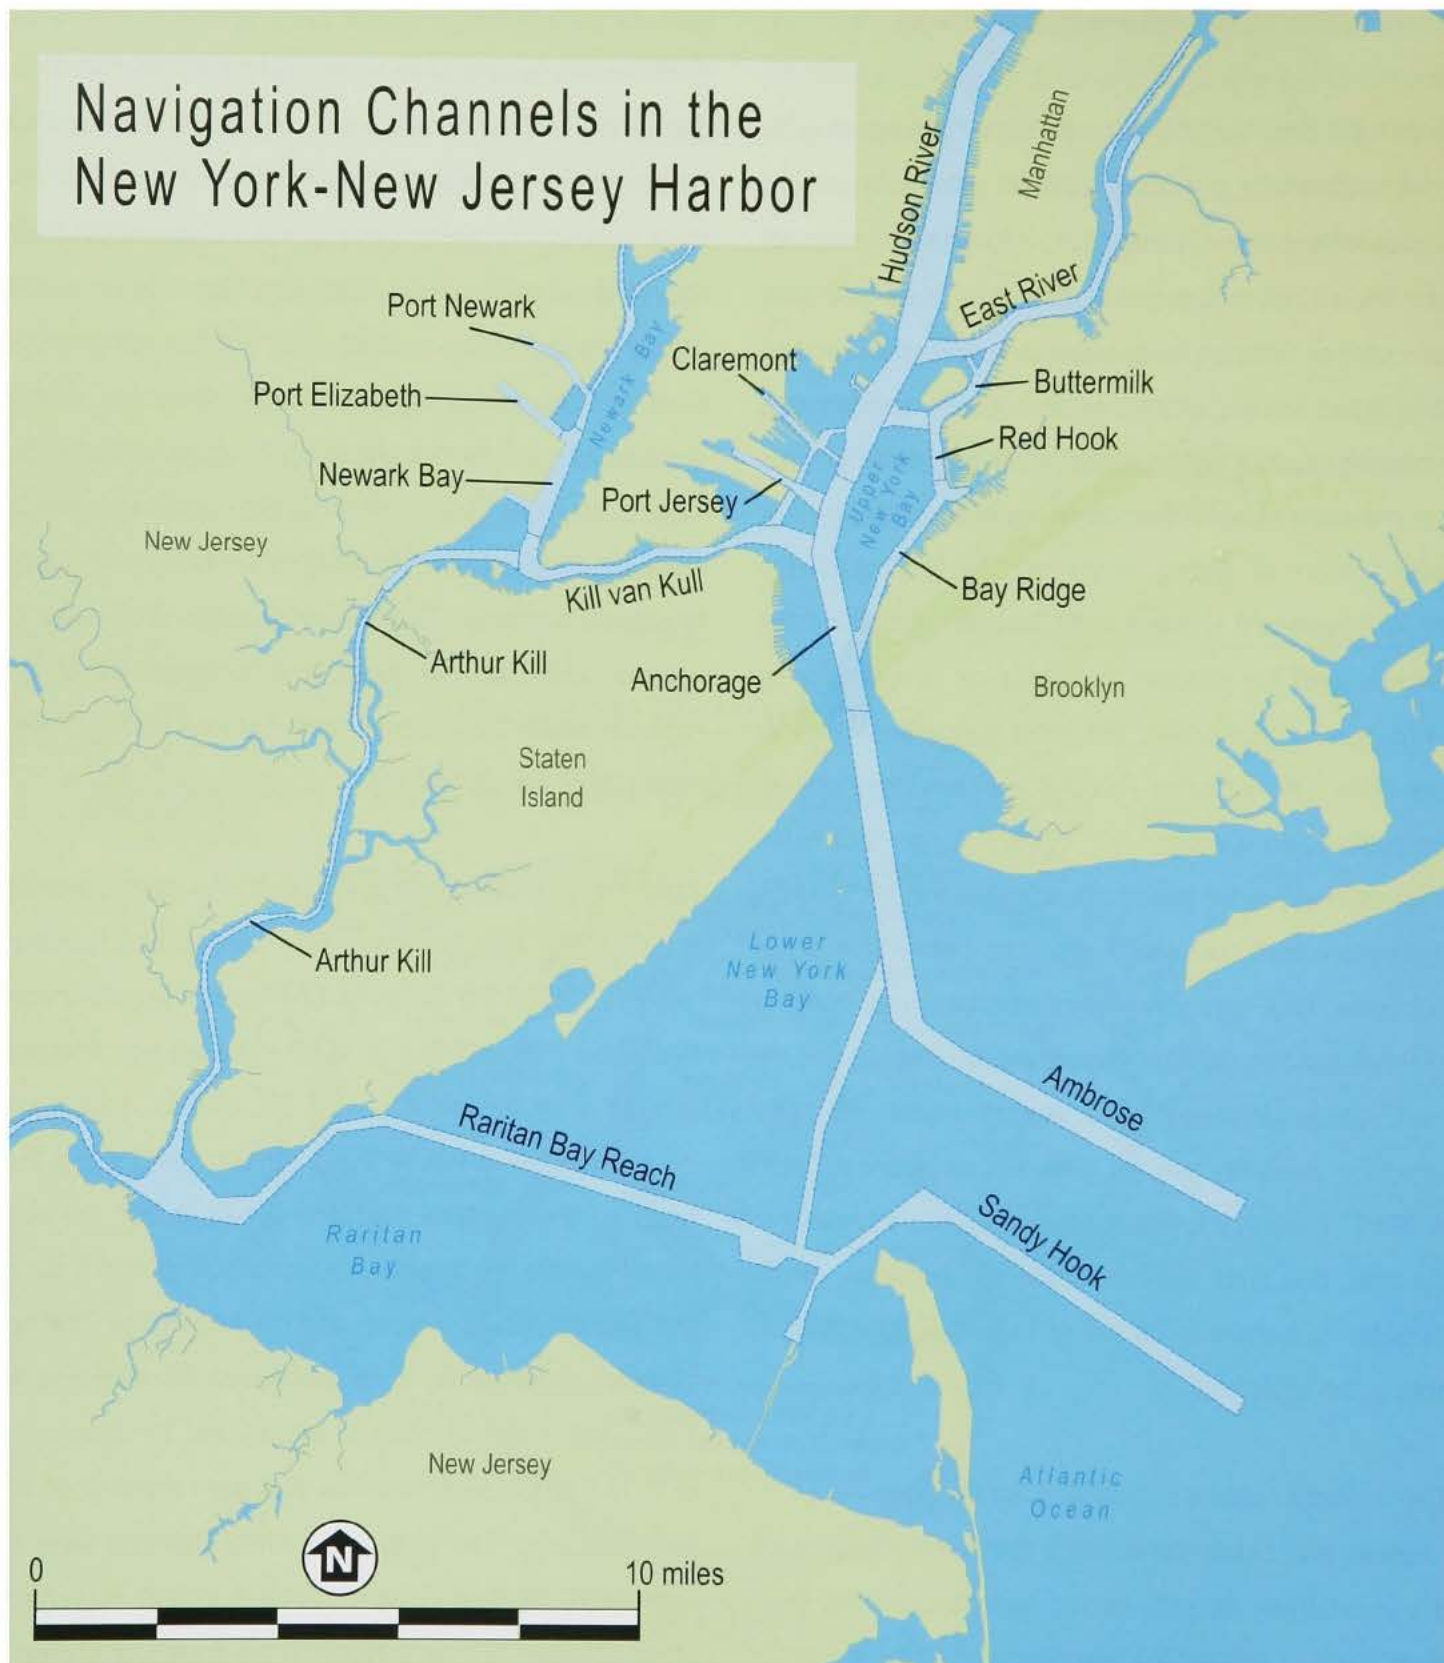 Navigation Channels in the
New York-New Jersey Harbor
Hudson River
Manhattan
East River
Port Newark
Newark Bay
Claremont
Port Elizabeth
Buttermilk
Red Hook
Newark Bay
Port Jersey
Upper
New York
Bay
New Jersey
Kill van Kull
Bay Ridge
Arthur Kill
Anchorage
Brooklyn
Staten
Island
Arthur Kill
Lower
New York
Bay
Ambrose
Raritan Bay Reach
Sandy Hook
Raritan
Bay
New Jersey
Atlantic
Ocean
N
0
10 miles